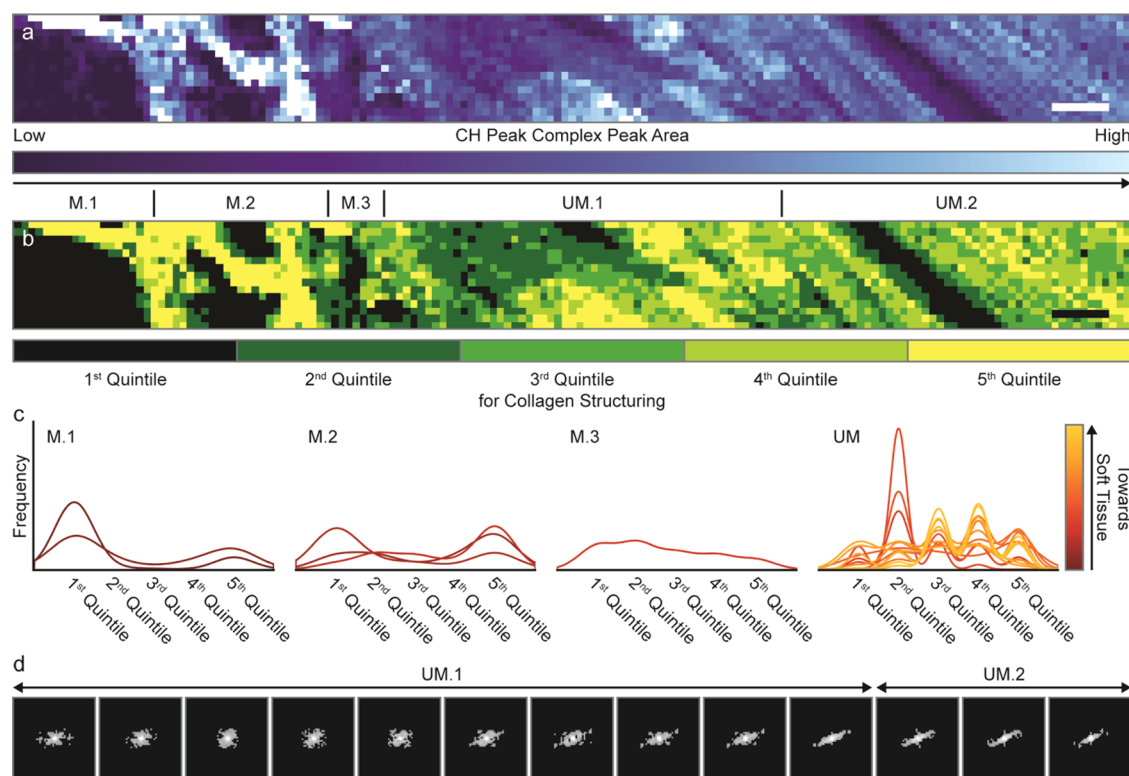 a
Low CH Peak Complex Peak Area High
M.1 M.2 M.3 UM.1 UM.2
b
1st Quintile 2nd Quintile 3rd Quintile 4th Quintile 5th Quintile
for Collagen Structuring
c
M.1 M.2 M.3 UM
Frequency
Towards
Soft Tissue
1st Quintile 2nd Quintile 3rd Quintile 4th Quintile 5th Quintile
1st Quintile 2nd Quintile 3rd Quintile 4th Quintile 5th Quintile
1st Quintile 2nd Quintile 3rd Quintile 4th Quintile 5th Quintile
1st Quintile 2nd Quintile 3rd Quintile 4th Quintile 5th Quintile
d
UM.1 UM.2